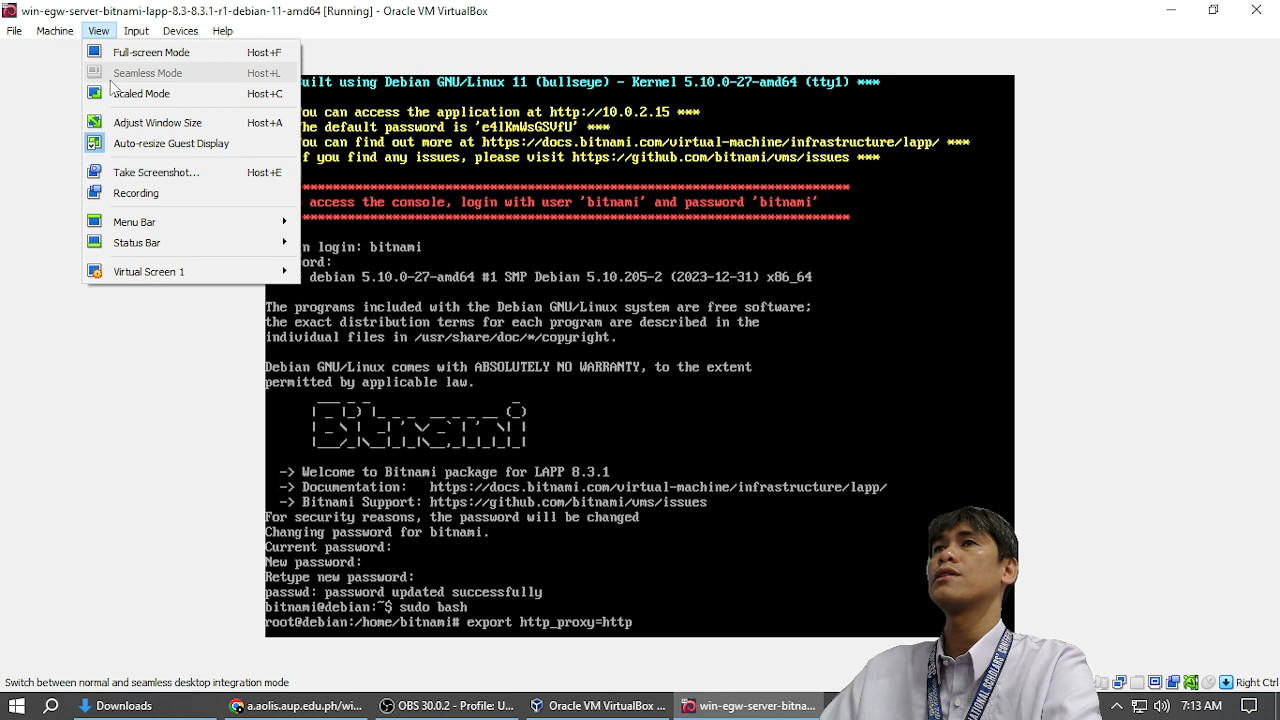 win-egw-server-bitnami-lapp-8.3-8.3.1-r1-debian-11-amd64 [Running] - Oracle VM VirtualBox
File Machine View Input Devices Help
Full-screen Mode Host+F
Seamless Mode Host+L
Scaled Mode Host+C
Adjust Window Size Host+A
Auto-resize Guest Display
Take Screenshot... Host+E
Recording
Menu Bar
Status Bar
Virtual Screen 1
uilt using Debian GNU/Linux 11 (bullseye) - Kernel 5.10.0-27-amd64 (tty1) ***
ou can access the application at http://10.0.2.15 ***
he default password is 'e4lKmWsGSVfU' ***
ou can find out more at https://docs.bitnami.com/virtual-machine/infrastructure/lapp/ ***
f you find any issues, please visit https://github.com/bitnami/vms/issues ***
*************************************************************************
access the console, login with user 'bitnami' and password 'bitnami'
*************************************************************************
n login: bitnami
ord:
debian 5.10.0-27-amd64 #1 SMP Debian 5.10.205-2 (2023-12-31) x86_64
The programs included with the Debian GNU/Linux system are free software;
the exact distribution terms for each program are described in the
individual files in /usr/share/doc/*/copyright.
Debian GNU/Linux comes with ABSOLUTELY NO WARRANTY, to the extent
permitted by applicable law.
Bitnami
-> Welcome to Bitnami package for LAPP 8.3.1
-> Documentation: https://docs.bitnami.com/virtual-machine/infrastructure/lapp/
-> Bitnami Support: https://github.com/bitnami/vms/issues
For security reasons, the password will be changed
Changing password for bitnami.
Current password:
New password:
Retype new password:
passwd: password updated successfully
bitnami@debian:~$ sudo bash
root@debian:/home/bitnami# export http_proxy=http
Switch between normal and seamless desktop integration mode
Right Ctrl
Downloads
a.aolis.aup.edu.ph/wi...
OBS 30.0.2 - Profile: U...
Oracle VM VirtualBox ...
win-egw-server-bitna...
7:13 AM